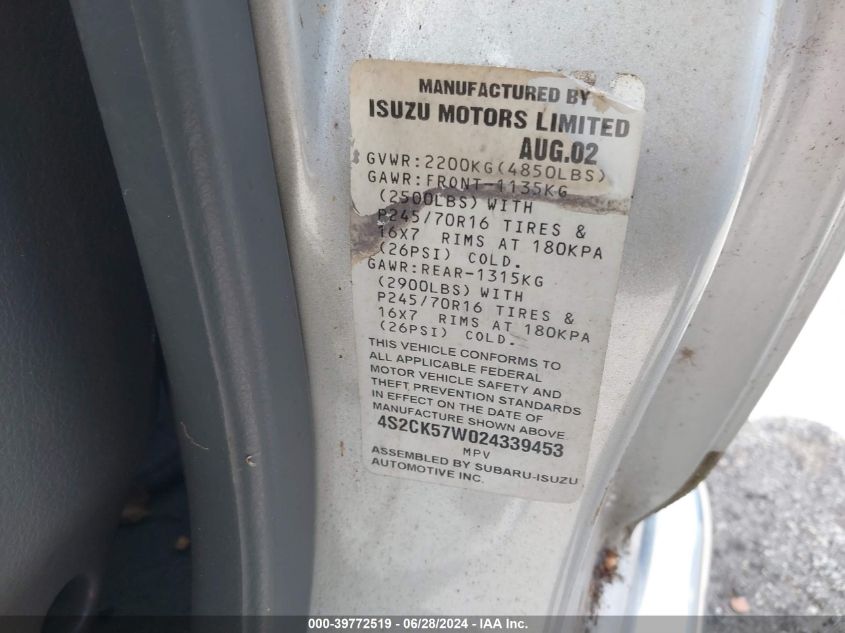 MANUFACTURED BY
ISUZU MOTORS LIMITED
AUG.02
GVWR:2200KG(4850LBS)
GAWR:FRONT-1135KG
(2500LBS) WITH
P245/70R16 TIRES &
16X7 RIMS AT 180KPA
(26PSI) COLD.
GAWR:REAR-1315KG
(2900LBS) WITH
P245/70R16 TIRES &
16X7 RIMS AT 180KPA
(26PSI) COLD.
THIS VEHICLE CONFORMS TO
ALL APPLICABLE FEDERAL
MOTOR VEHICLE SAFETY AND
THEFT PREVENTION STANDARDS
IN EFFECT ON THE DATE OF
MANUFACTURE SHOWN ABOVE
4S2CK57W024339453
MPV
ASSEMBLED BY SUBARU-ISUZU
AUTOMOTIVE INC.
000-39772519 - 06/28/2024 - IAA Inc.